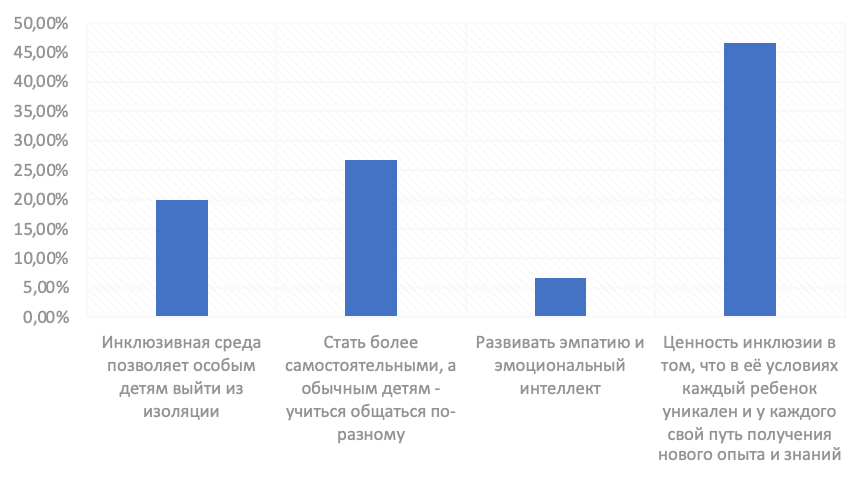 50,00%
45,00%
40,00%
35,00%
30,00%
25,00%
20,00%
15,00%
10,00%
5,00%
0,00%
Инклюзивная среда
позволяет особым
детям выйти из
изоляции
Стать более
самостоятельными, а
обычным детям -
учиться общаться по-
разному
Развивать эмпатию и
эмоциональный
интеллект
Ценность инклюзии в
том, что в её условиях
каждый ребенок
уникален и у каждого
свой путь получения
нового опыта и знаний